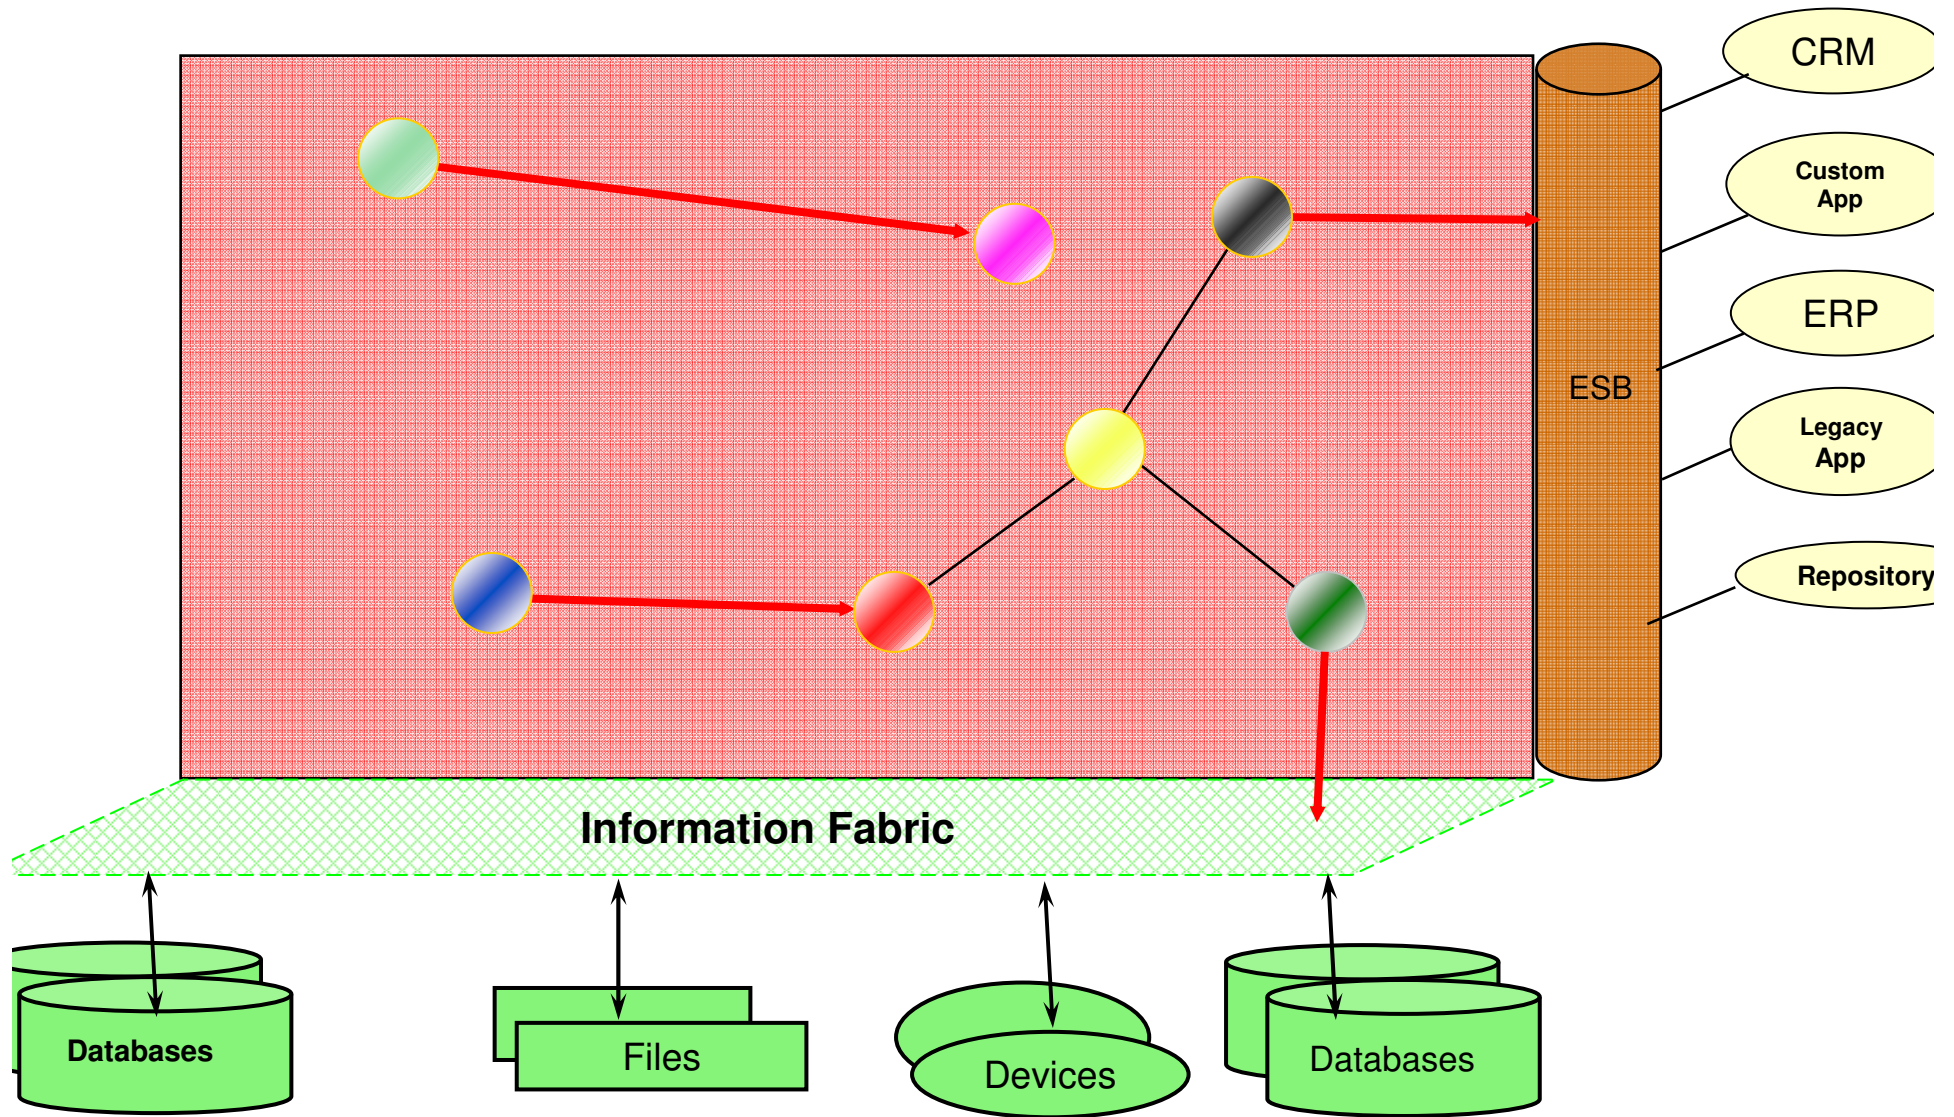 CRM
Custom
App
ERP
ESB
Legacy
App
Repository
Information Fabric
Databases
Files
Devices
Databases